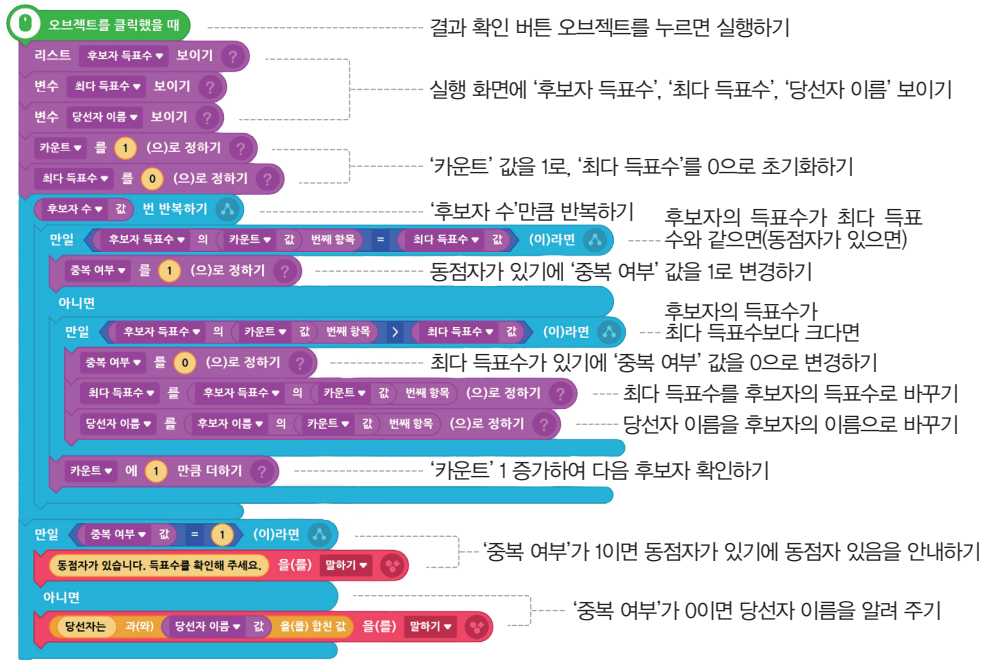 오브젝트를 클릭했을 때
결과 확인 버튼 오브젝트를 누르면 실행하기
리스트 후보자 득표수 ▼ 보이기 ?
변수 최다 득표수 ▼ 보이기 ?
실행 화면에 ‘후보자 득표수’, ‘최다 득표수’, ‘당선자 이름’ 보이기
변수 당선자 이름 ▼ 보이기 ?
카운트 ▼ 를 1 (으)로 정하기 ?
‘카운트’ 값을 1로, ‘최다 득표수’를 0으로 초기화하기
최다 득표수 ▼ 를 0 (으)로 정하기 ?
후보자 수 ▼ 값 번 반복하기
‘후보자 수’만큼 반복하기
만일 후보자 득표수 ▼ 의 카운트 ▼ 값 번째 항목 = 최다 득표수 ▼ 값 (이)라면
후보자의 득표수가 최다 득표
수와 같으면(동점자가 있으면)
중복 여부 ▼ 를 1 (으)로 정하기 ?
동점자가 있기에 ‘중복 여부’ 값을 1로 변경하기
아니면
만일 후보자 득표수 ▼ 의 카운트 ▼ 값 번째 항목 > 최다 득표수 ▼ 값 (이)라면
후보자의 득표수가
최다 득표수보다 크다면
중복 여부 ▼ 를 0 (으)로 정하기 ?
최다 득표수가 있기에 ‘중복 여부’ 값을 0으로 변경하기
최다 득표수 ▼ 를 후보자 득표수 ▼ 의 카운트 ▼ 값 번째 항목 (으)로 정하기 ?
최다 득표수를 후보자의 득표수로 바꾸기
당선자 이름 ▼ 를 후보자 이름 ▼ 의 카운트 ▼ 값 번째 항목 (으)로 정하기 ?
당선자 이름을 후보자의 이름으로 바꾸기
카운트 ▼ 에 1 만큼 더하기 ?
‘카운트’ 1 증가하여 다음 후보자 확인하기
만일 중복 여부 ▼ 값 = 1 (이)라면
‘중복 여부’가 1이면 동점자가 있기에 동점자 있음을 안내하기
동점자가 있습니다. 득표수를 확인해 주세요. 을(를) 말하기 ▼
아니면
‘중복 여부’가 0이면 당선자 이름을 알려 주기
당선자는 과(와) 당선자 이름 ▼ 값 을(를) 합친 값 을(를) 말하기 ▼